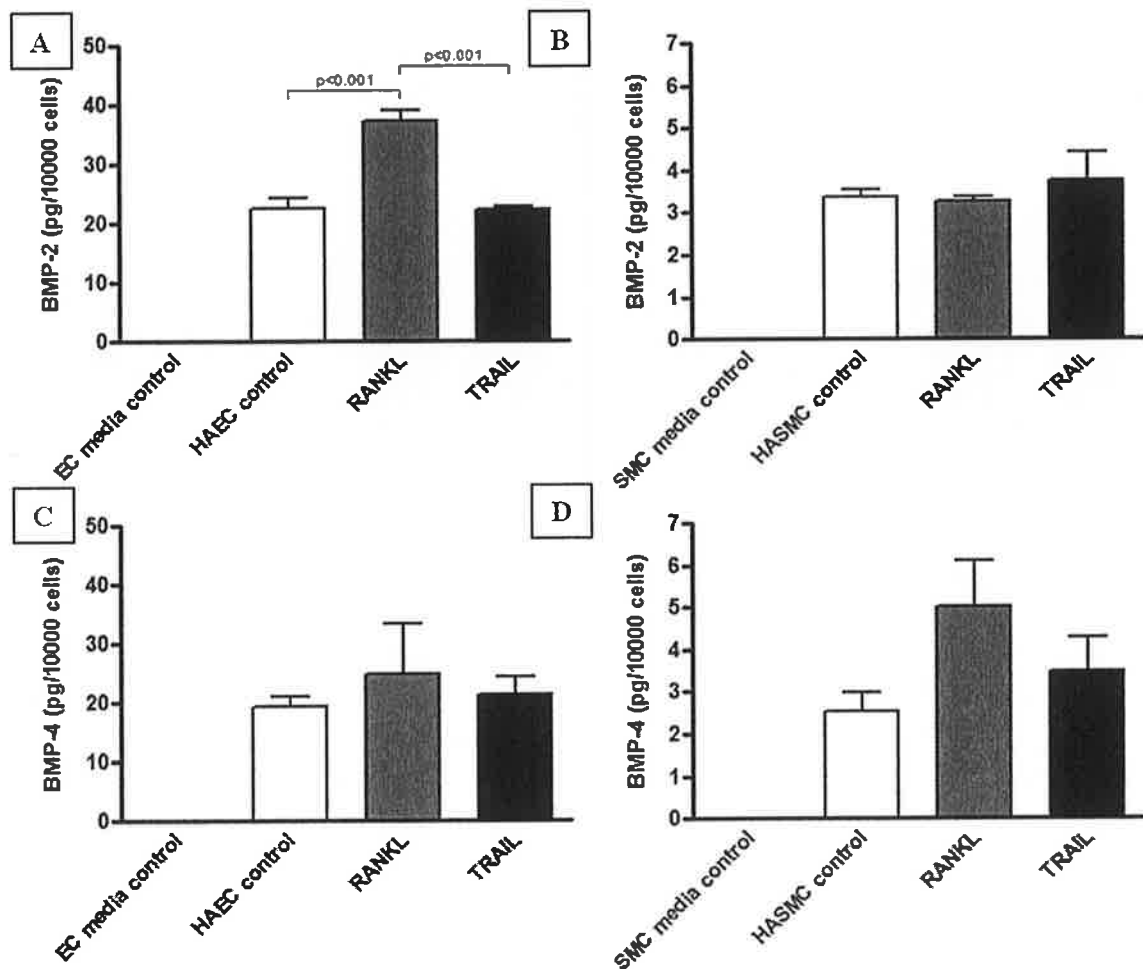 A
BMP-2 (pg/10000 cells)
50
40
30
20
10
0
p<0.001
p<0.001
EC media control
HAEC control
RANKL
TRAIL
B
BMP-2 (pg/10000 cells)
7
6
5
4
3
2
1
0
SMC media control
HASMC control
RANKL
TRAIL
C
BMP-4 (pg/10000 cells)
50
40
30
20
10
0
EC media control
HAEC control
RANKL
TRAIL
D
BMP-4 (pg/10000 cells)
7
6
5
4
3
2
1
0
SMC media control
HASMC control
RANKL
TRAIL